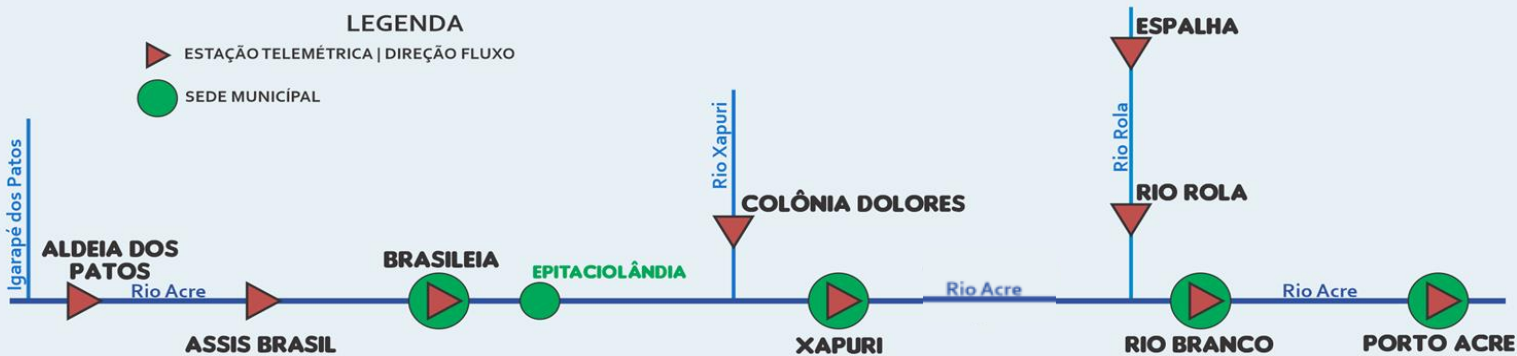 LEGENDA
ESTAÇÃO TELEMÉTRICA | DIREÇÃO FLUXO
SEDE MUNICÍPAL
Igarapé dos Patos
ALDEIA DOS
PATOS
Rio Acre
ASSIS BRASIL
BRASILEIA
EPITACIOLÂNDIA
Rio Xapuri
COLÔNIA DOLORES
XAPURI
Rio Acre
ESPALHA
Rio Rola
RIO ROLA
RIO BRANCO
Rio Acre
PORTO ACRE